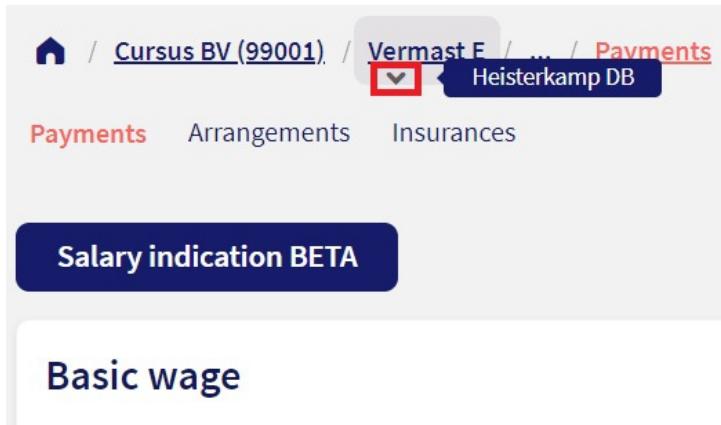 / Cursus BV (99001) / Vermast E / ... / Payments
Heisterkamp DB
Payments Arrangements Insurances
Salary indication BETA
Basic wage